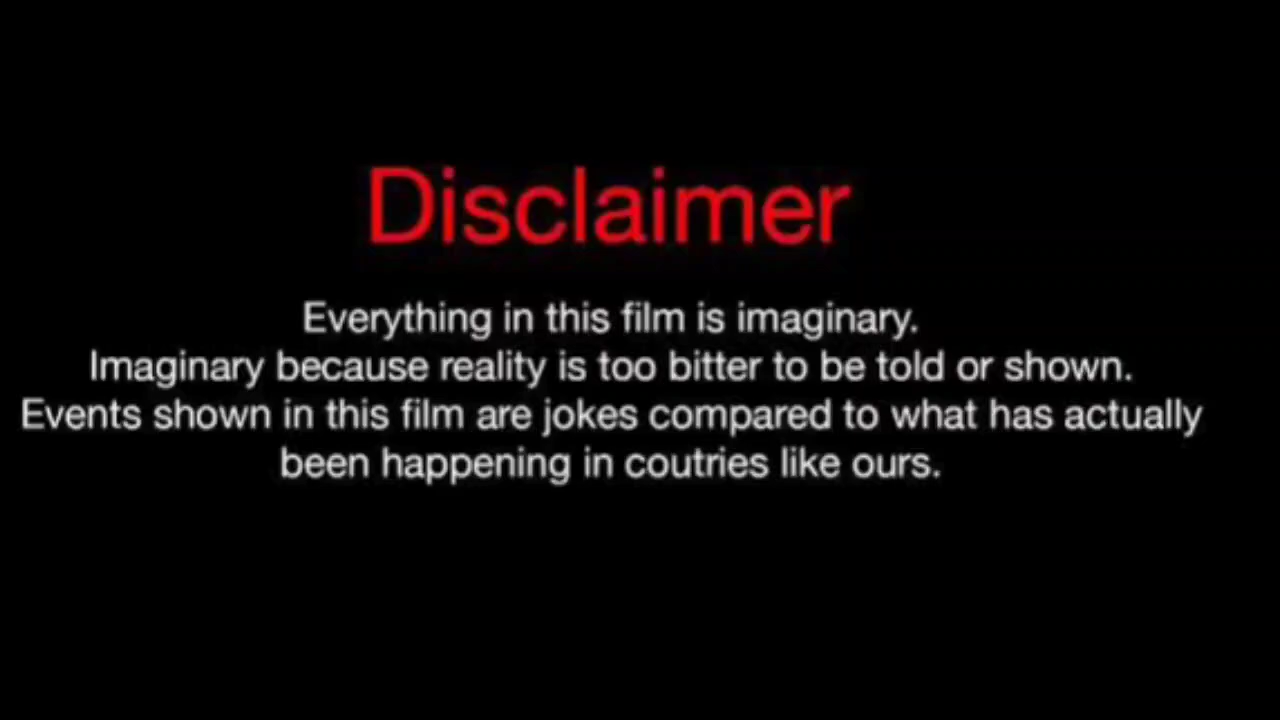 Disclaimer
Everything in this film is imaginary.
Imaginary because reality is too bitter to be told or shown.
Events shown in this film are jokes compared to what has actually
been happening in coutries like ours.